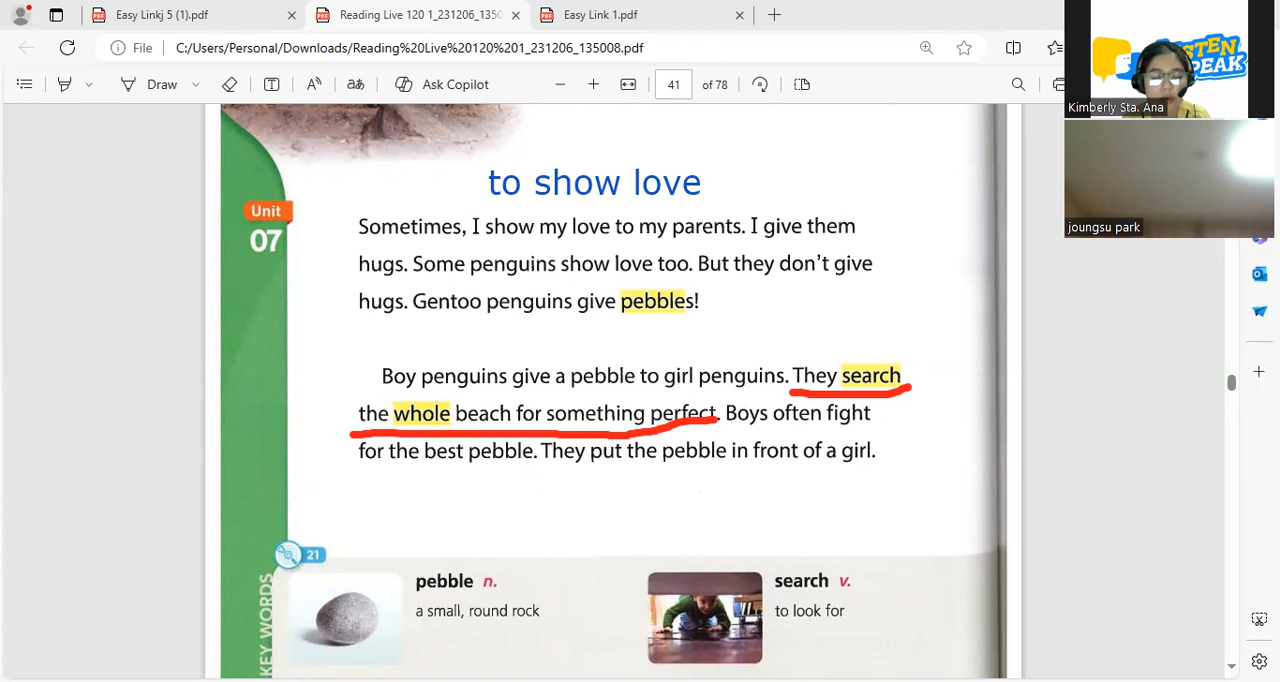 Easy Linkj 5 (1).pdf
Reading Live 120 1_231206_1350
Easy Link 1.pdf
File
C:/Users/Personal/Downloads/Reading%20Live%20120%201_231206_135008.pdf
Draw
Ask Copilot
41
of 78
LISTEN
SPEAK
Kimberly Sta. Ana
joungsu park
to show love
Unit
07
Sometimes, I show my love to my parents. I give them
hugs. Some penguins show love too. But they don't give
hugs. Gentoo penguins give pebbles!
Boy penguins give a pebble to girl penguins. They search
the whole beach for something perfect. Boys often fight
for the best pebble. They put the pebble in front of a girl.
21
KEY WORDS
pebble n.
a small, round rock
search v.
to look for